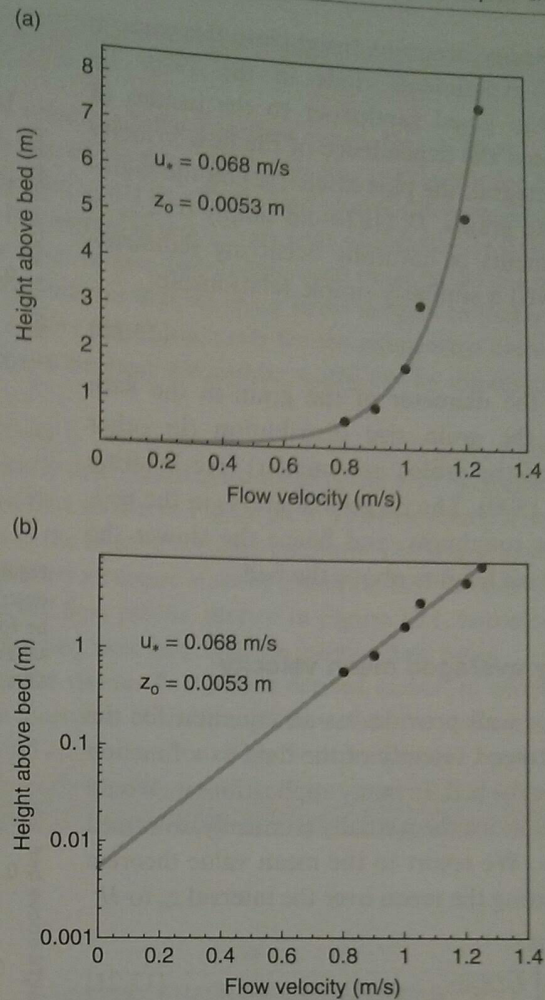 (a)
8
7
6
5
4
3
2
1
Height above bed (m)
u* = 0.068 m/s
zo = 0.0053 m
0 0.2 0.4 0.6 0.8 1 1.2 1.4
Flow velocity (m/s)
(b)
1
0.1
0.01
0.001
Height above bed (m)
u* = 0.068 m/s
zo = 0.0053 m
0 0.2 0.4 0.6 0.8 1 1.2 1.4
Flow velocity (m/s)